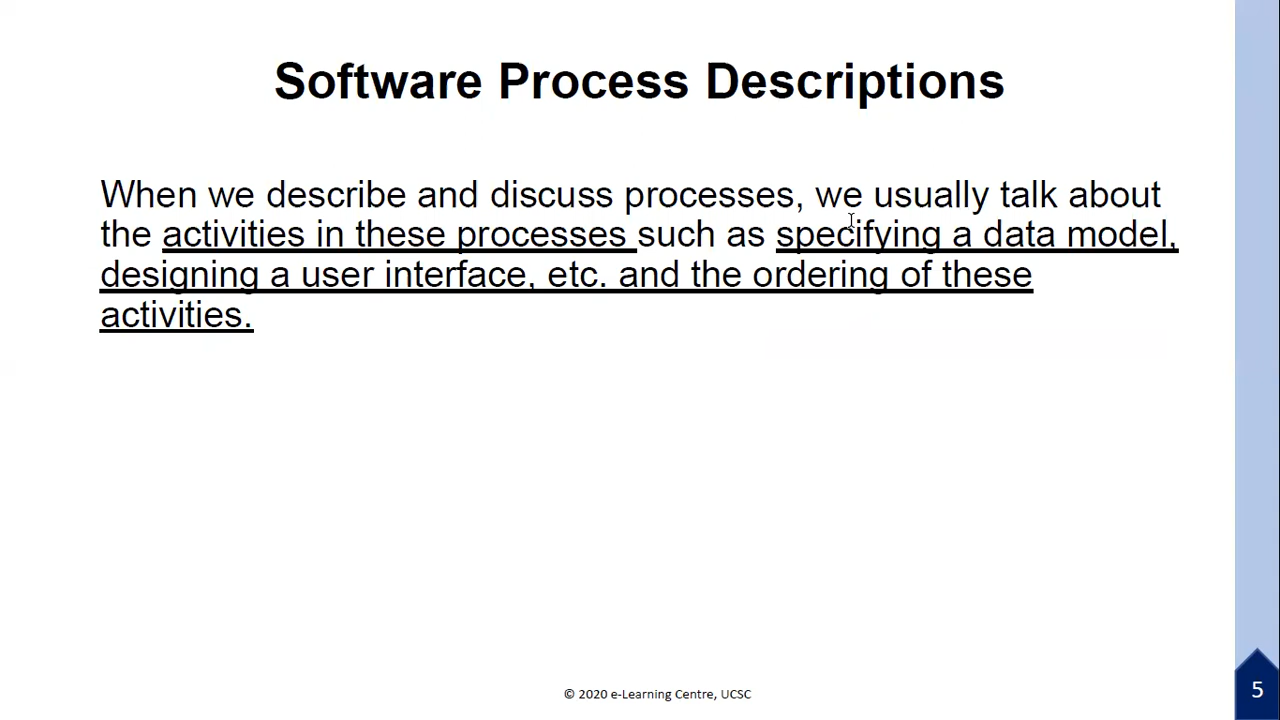 Software Process Descriptions
When we describe and discuss processes, we usually talk about
the activities in these processes such as specifying a data model,
designing a user interface, etc. and the ordering of these
activities.
© 2020 e-Learning Centre, UCSC
5